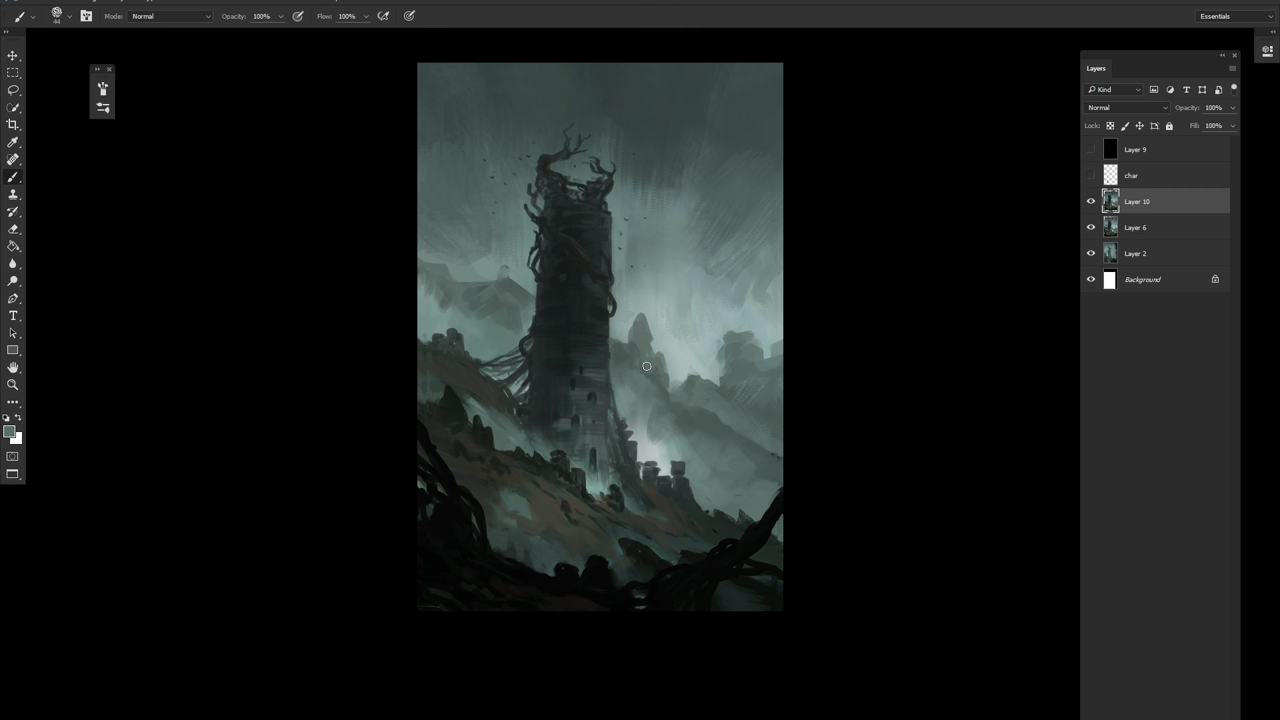 44
Mode: Normal Opacity: 100% Flow: 100% Essentials
Layers
Kind
Normal Opacity: 100%
Lock: Fill: 100%
Layer 9
char
Layer 10
Layer 6
Layer 2
Background